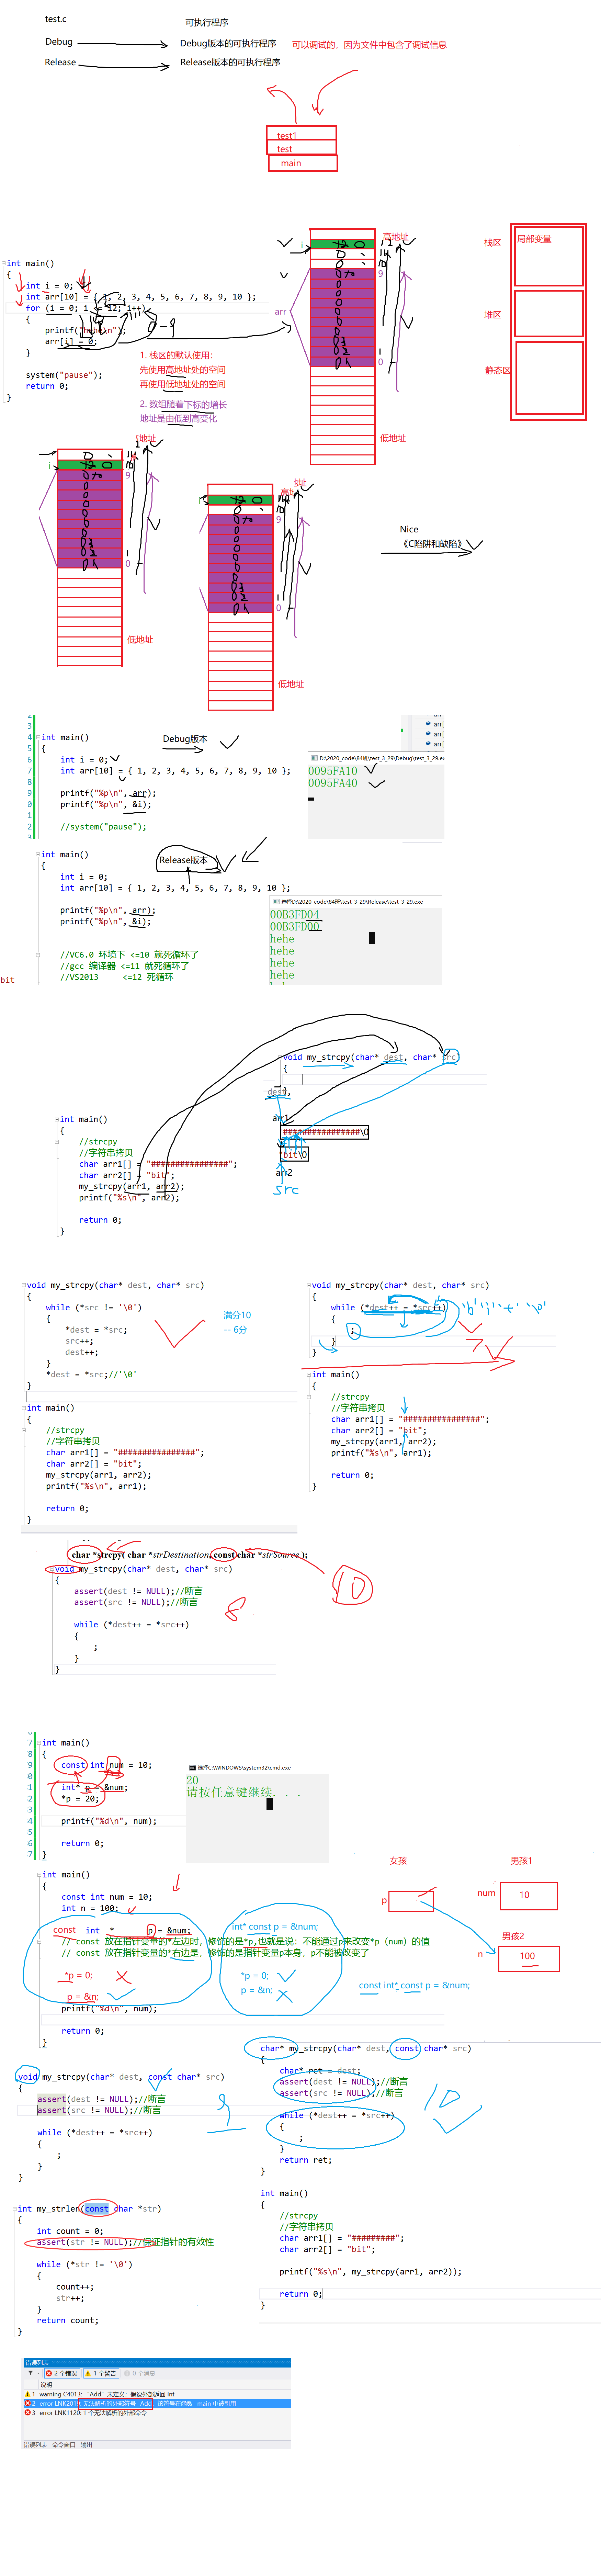 test.c
可执行程序
Debug
Debug版本的可执行程序
可以调试的，因为文件中包含了调试信息
Release
Release版本的可执行程序
test1
test
main
高地址
栈区
局部变量
堆区
静态区
i
arr
9
1
0
低地址
int main()
{
int i = 0;
int arr[10] = { 1, 2, 3, 4, 5, 6, 7, 8, 9, 10 };
for (i = 0; i <= 12; i++)
{
printf("hehe\n");
arr[i] = 0;
}
system("pause");
return 0;
}
0-9
1. 栈区的默认使用：
先使用高地址处的空间
再使用低地址处的空间
2. 数组随着下标的增长
地址是由低到高变化
地址
i
9
1
0
低地址
高地址
9
1
0
低地址
Nice
《C陷阱和缺陷》
int main()
{
int i = 0;
int arr[10] = { 1, 2, 3, 4, 5, 6, 7, 8, 9, 10 };
printf("%p\n", arr);
printf("%p\n", &i);
//system("pause");
Debug版本
D:\2020_code\84班\test_3_29\Debug\test_3_29.exe
0095FA10
0095FA40
int main()
{
int i = 0;
int arr[10] = { 1, 2, 3, 4, 5, 6, 7, 8, 9, 10 };
printf("%p\n", arr);
printf("%p\n", &i);
//VC6.0 环境下 <=10 就死循环了
//gcc 编译器 <=11 就死循环了
//VS2013 <=12 死循环
Release版本
选择D:\2020_code\84班\test_3_29\Release\test_3_29.exe
00B3FD04
00B3FD00
hehe
hehe
hehe
hehe
bit
void my_strcpy(char* dest, char* src)
{
dest,
arr1
################\0
bit\0
arr2
src
int main()
{
//strcpy
//字符串拷贝
char arr1[] = "################";
char arr2[] = "bit";
my_strcpy(arr1, arr2);
printf("%s\n", arr2);
return 0;
}
void my_strcpy(char* dest, char* src)
{
while (*src != '\0')
{
*dest = *src;
src++;
dest++;
}
*dest = *src;//'\0'
}
满分10
-- 6分
int main()
{
//strcpy
//字符串拷贝
char arr1[] = "################";
char arr2[] = "bit";
my_strcpy(arr1, arr2);
printf("%s\n", arr1);
return 0;
}
void my_strcpy(char* dest, char* src)
{
while (*dest++ = *src++)
{
;
}
}
'b' 'i' 't' '\0'
7
int main()
{
//strcpy
//字符串拷贝
char arr1[] = "################";
char arr2[] = "bit";
my_strcpy(arr1, arr2);
printf("%s\n", arr1);
return 0;
}
char *strcpy( char *strDestination, const char *strSource );
void my_strcpy(char* dest, char* src)
{
assert(dest != NULL);//断言
assert(src != NULL);//断言
while (*dest++ = *src++)
{
;
}
}
8
10
int main()
{
const int num = 10;
int* p = &num;
*p = 20;
printf("%d\n", num);
return 0;
}
选择C:\WINDOWS\system32\cmd.exe
20
请按任意键继续. . .
女孩
男孩1
p
num
10
男孩2
n
100
int main()
{
const int num = 10;
int n = 100;
const int * p = &num;
int* const p = &num;
// const 放在指针变量的*左边时，修饰的是*p,也就是说：不能通过p来改变*p（num）的值
// const 放在指针变量的*右边是，修饰的是指针变量p本身，p不能被改变了
*p = 0;
p = &n;
*p = 0;
p = &n;
const int* const p = &num;
printf("%d\n", num);
return 0;
}
void my_strcpy(char* dest, const char* src)
{
assert(dest != NULL);//断言
assert(src != NULL);//断言
while (*dest++ = *src++)
{
;
}
}
9
char* my_strcpy(char* dest, const char* src)
{
char* ret = dest;
assert(dest != NULL);//断言
assert(src != NULL);//断言
while (*dest++ = *src++)
{
;
}
return ret;
}
10
int main()
{
//strcpy
//字符串拷贝
char arr1[] = "#########";
char arr2[] = "bit";
printf("%s\n", my_strcpy(arr1, arr2));
return 0;
}
int my_strlen(const char *str)
{
int count = 0;
assert(str != NULL);//保证指针的有效性
while (*str != '\0')
{
count++;
str++;
}
return count;
}
错误列表
2 个错误
1 个警告
0 个消息
说明
1 warning C4013: “Add”未定义；假设外部返回 int
2 error LNK2019: 无法解析的外部符号 _Add，该符号在函数 _main 中被引用
3 error LNK1120: 1 个无法解析的外部命令
错误列表 命令窗口 输出